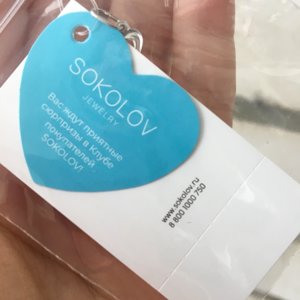 SOKOLOV
JEWELRY
Вас ждут приятные
сюрпризы в Клубе
покупателей
SOKOLOV!
www.sokolov.ru
8 800 1000 750